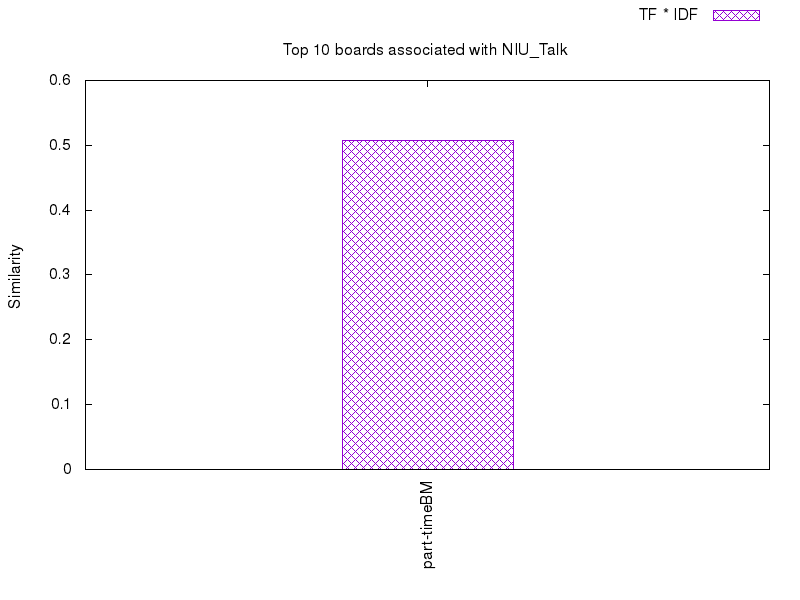 TF * IDF
Top 10 boards associated with NIU_Talk
0.6
0.5
0.4
0.3
0.2
0.1
0
Similarity
part-timeBM